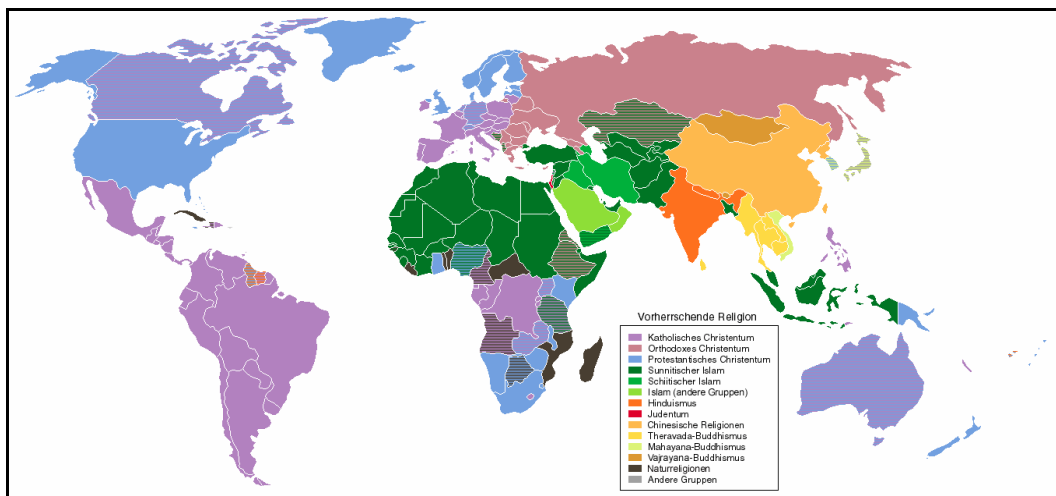 Vorherrschende Religion
Katholisches Christentum
Orthodoxes Christentum
Protestantisches Christentum
Sunnitischer Islam
Schiitischer Islam
Islam (andere Gruppen)
Hinduismus
Judentum
Chinesische Religionen
Theravada-Buddhismus
Mahayana-Buddhismus
Vajrayana-Buddhismus
Naturreligionen
Andere Gruppen